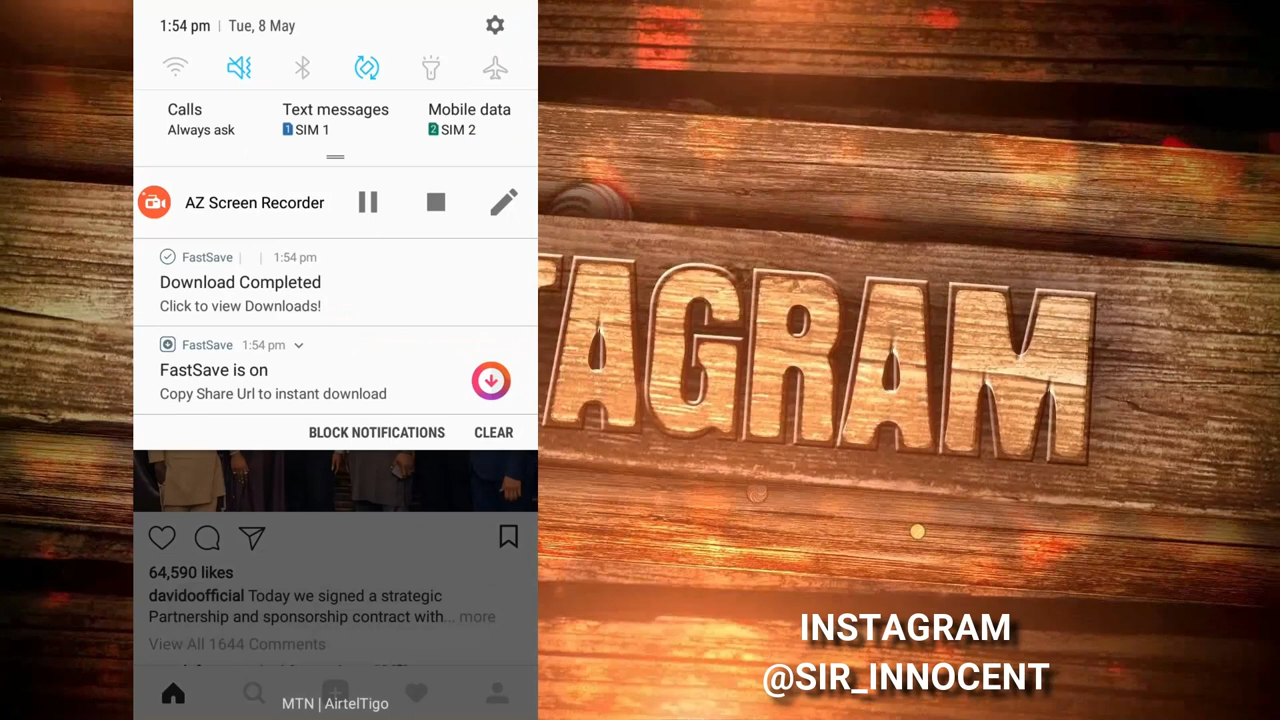 1:54 pm | Tue, 8 May
Calls
Always ask
Text messages
1 SIM 1
Mobile data
2 SIM 2
AZ Screen Recorder
FastSave | | 1:54 pm
Download Completed
Click to view Downloads!
FastSave 1:54 pm
FastSave is on
Copy Share Url to instant download
BLOCK NOTIFICATIONS CLEAR
64,590 likes
davidoofficial Today we signed a strategic
Partnership and sponsorship contract with... more
View All 1644 Comments
MTN | AirtelTigo
TAGRAM
INSTAGRAM
@SIR_INNOCENT